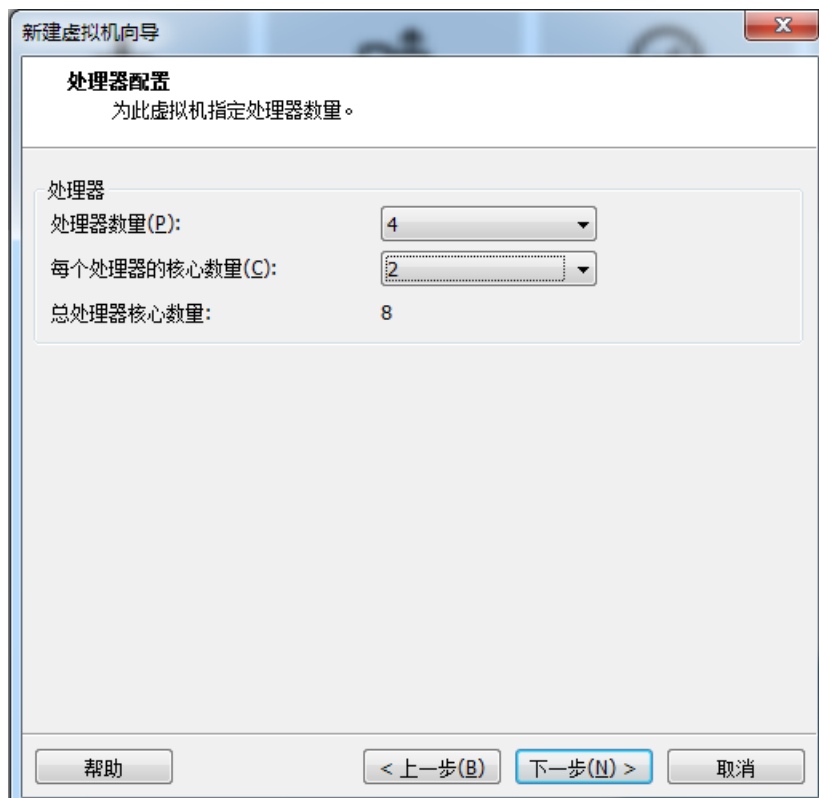 新建虚拟机向导
处理器配置
为此虚拟机指定处理器数量。
处理器
处理器数量(P): 4
每个处理器的核心数量(C): 2
总处理器核心数量: 8
帮助 < 上一步(B) 下一步(N) > 取消